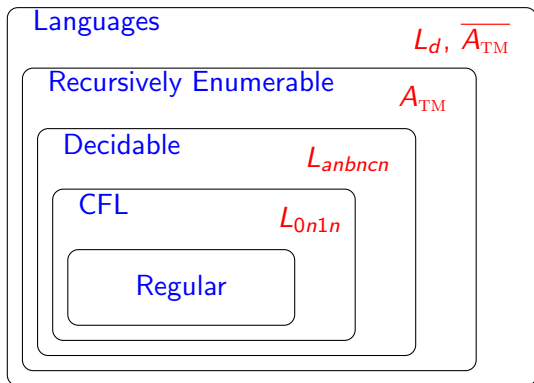 Languages
L_d, \overline{A_{TM}}
Recursively Enumerable
A_{TM}
Decidable
L_{anbncn}
CFL
L_{0n1n}
Regular